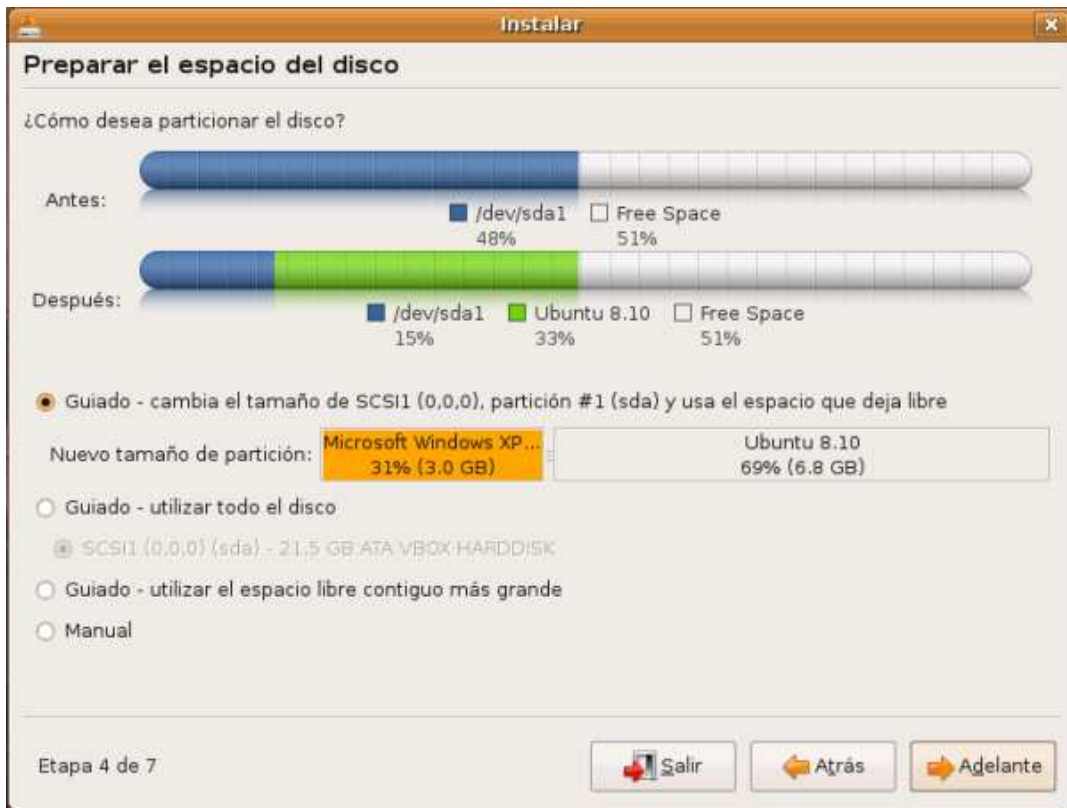 Instalar
Preparar el espacio del disco
¿Cómo desea particionar el disco?
Antes:
/dev/sda1 Free Space
48% 51%
Después:
/dev/sda1 Ubuntu 8.10 Free Space
15% 33% 51%
Guiado - cambia el tamaño de SCSI1 (0,0,0), partición #1 (sda) y usa el espacio que deja libre
Nuevo tamaño de partición:
Microsoft Windows XP... Ubuntu 8.10
31% (3.0 GB) 69% (6.8 GB)
Guiado - utilizar todo el disco
SCSI1 (0,0,0) (sda) - 21.5 GB ATA VBOX HARDDISK
Guiado - utilizar el espacio libre contiguo más grande
Manual
Etapa 4 de 7 Salir Atrás Adelante